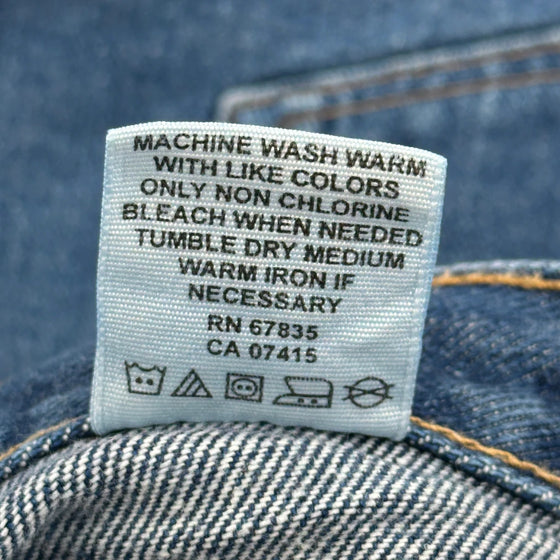 MACHINE WASH WARM
WITH LIKE COLORS
ONLY NON CHLORINE
BLEACH WHEN NEEDED
TUMBLE DRY MEDIUM
WARM IRON IF
NECESSARY
RN 67835
CA 07415